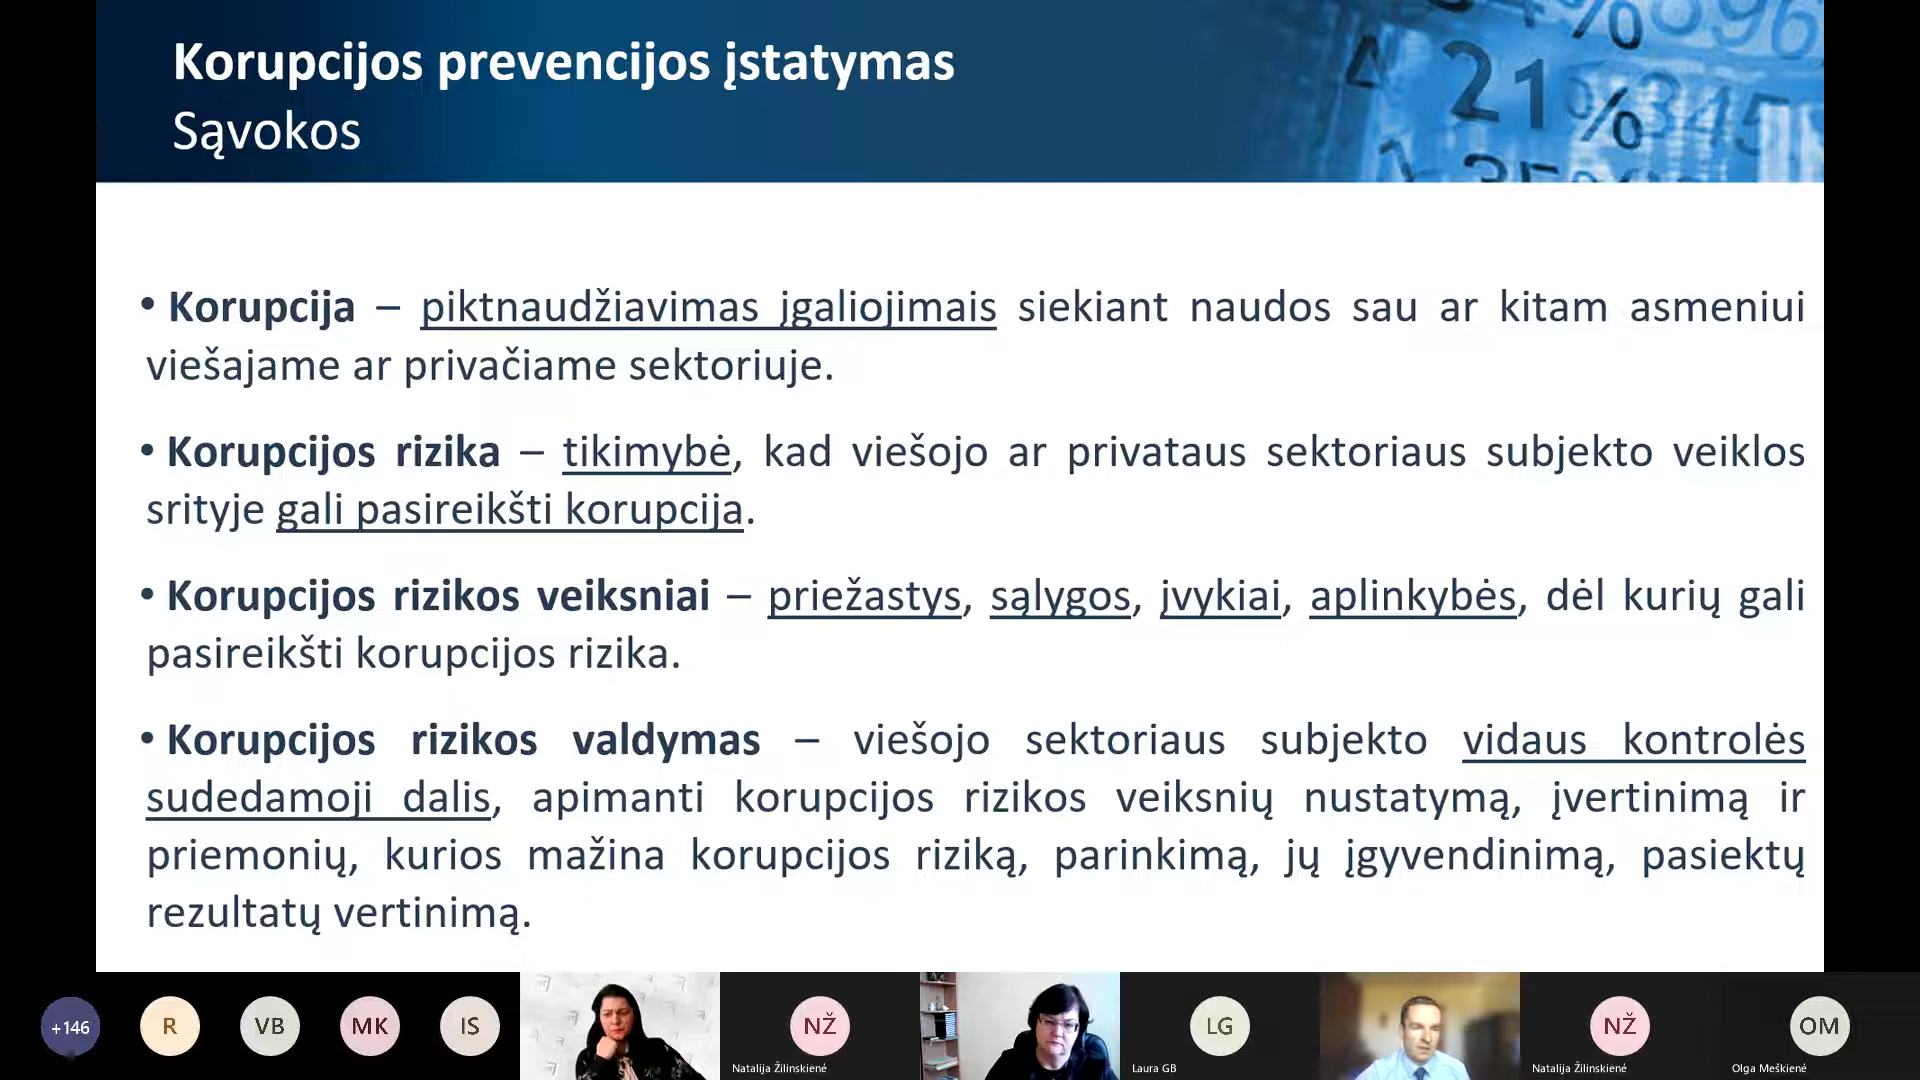 Korupcijos prevencijos įstatymas
Sąvokos
21%
• Korupcija – piktnaudžiavimas įgaliojimais siekiant naudos sau ar kitam asmeniui
viešajame ar privačiame sektoriuje.
• Korupcijos rizika – tikimybė, kad viešojo ar privataus sektoriaus subjekto veiklos
srityje gali pasireikšti korupcija.
• Korupcijos rizikos veiksniai – priežastys, sąlygos, įvykiai, aplinkybės, dėl kurių gali
pasireikšti korupcijos rizika.
• Korupcijos rizikos valdymas – viešojo sektoriaus subjekto vidaus kontrolės
sudedamoji dalis, apimanti korupcijos rizikos veiksnių nustatymą, įvertinimą ir
priemonių, kurios mažina korupcijos riziką, parinkimą, jų įgyvendinimą, pasiektų
rezultatų vertinimą.
+146 R VB MK IS NŽ LG NŽ OM
Natalija Žilinskienė Laura GB Natalija Žilinskienė Olga Meškienė